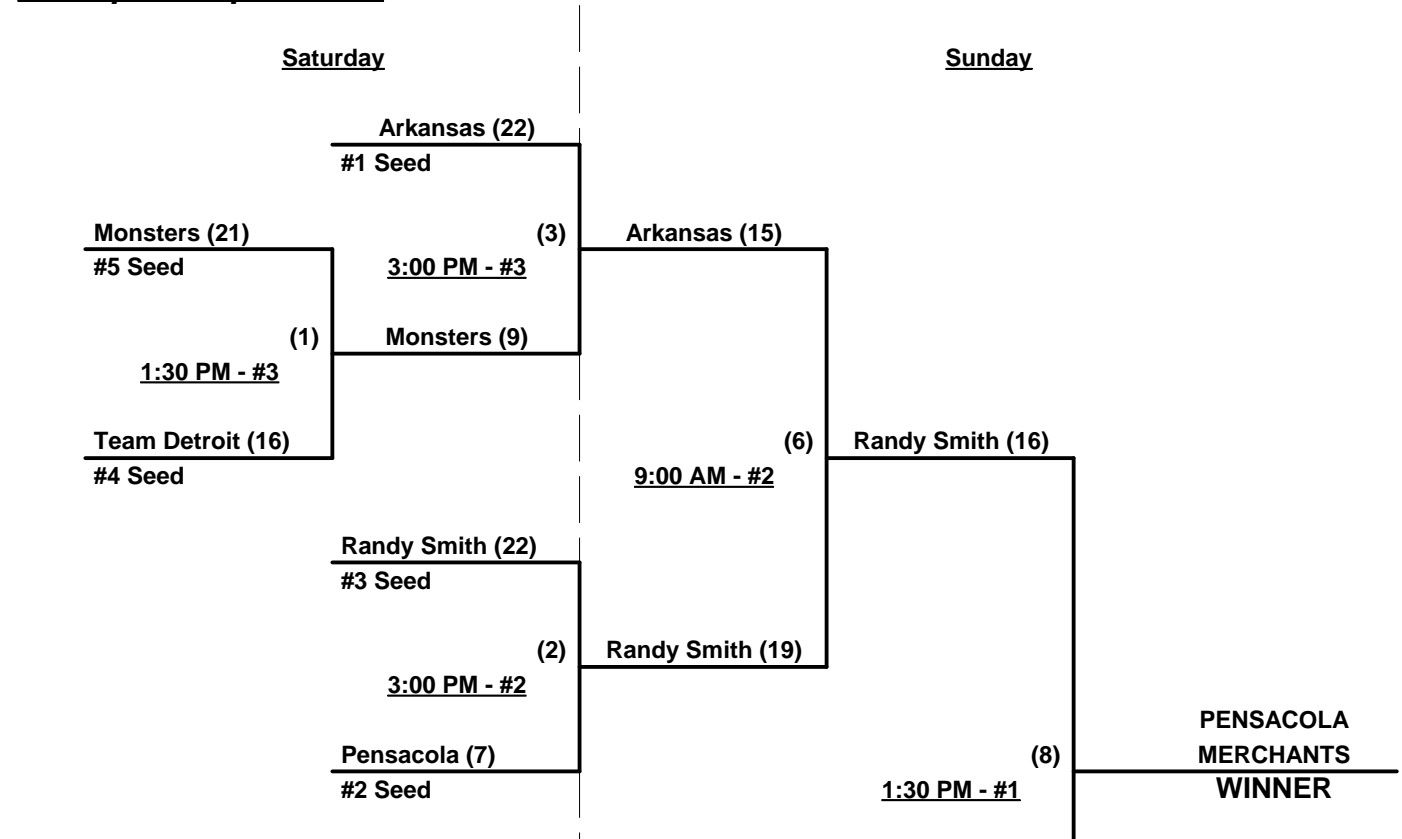 Saturday
Sunday
Arkansas (22)
#1 Seed
Monsters (21)
(3)
Arkansas (15)
#5 Seed
3:00 PM - #3
(1)
Monsters (9)
1:30 PM - #3
Team Detroit (16)
(6)
Randy Smith (16)
#4 Seed
9:00 AM - #2
Randy Smith (22)
#3 Seed
(2)
Randy Smith (19)
3:00 PM - #2
PENSACOLA
Pensacola (7)
(8)
MERCHANTS
#2 Seed
1:30 PM - #1
WINNER